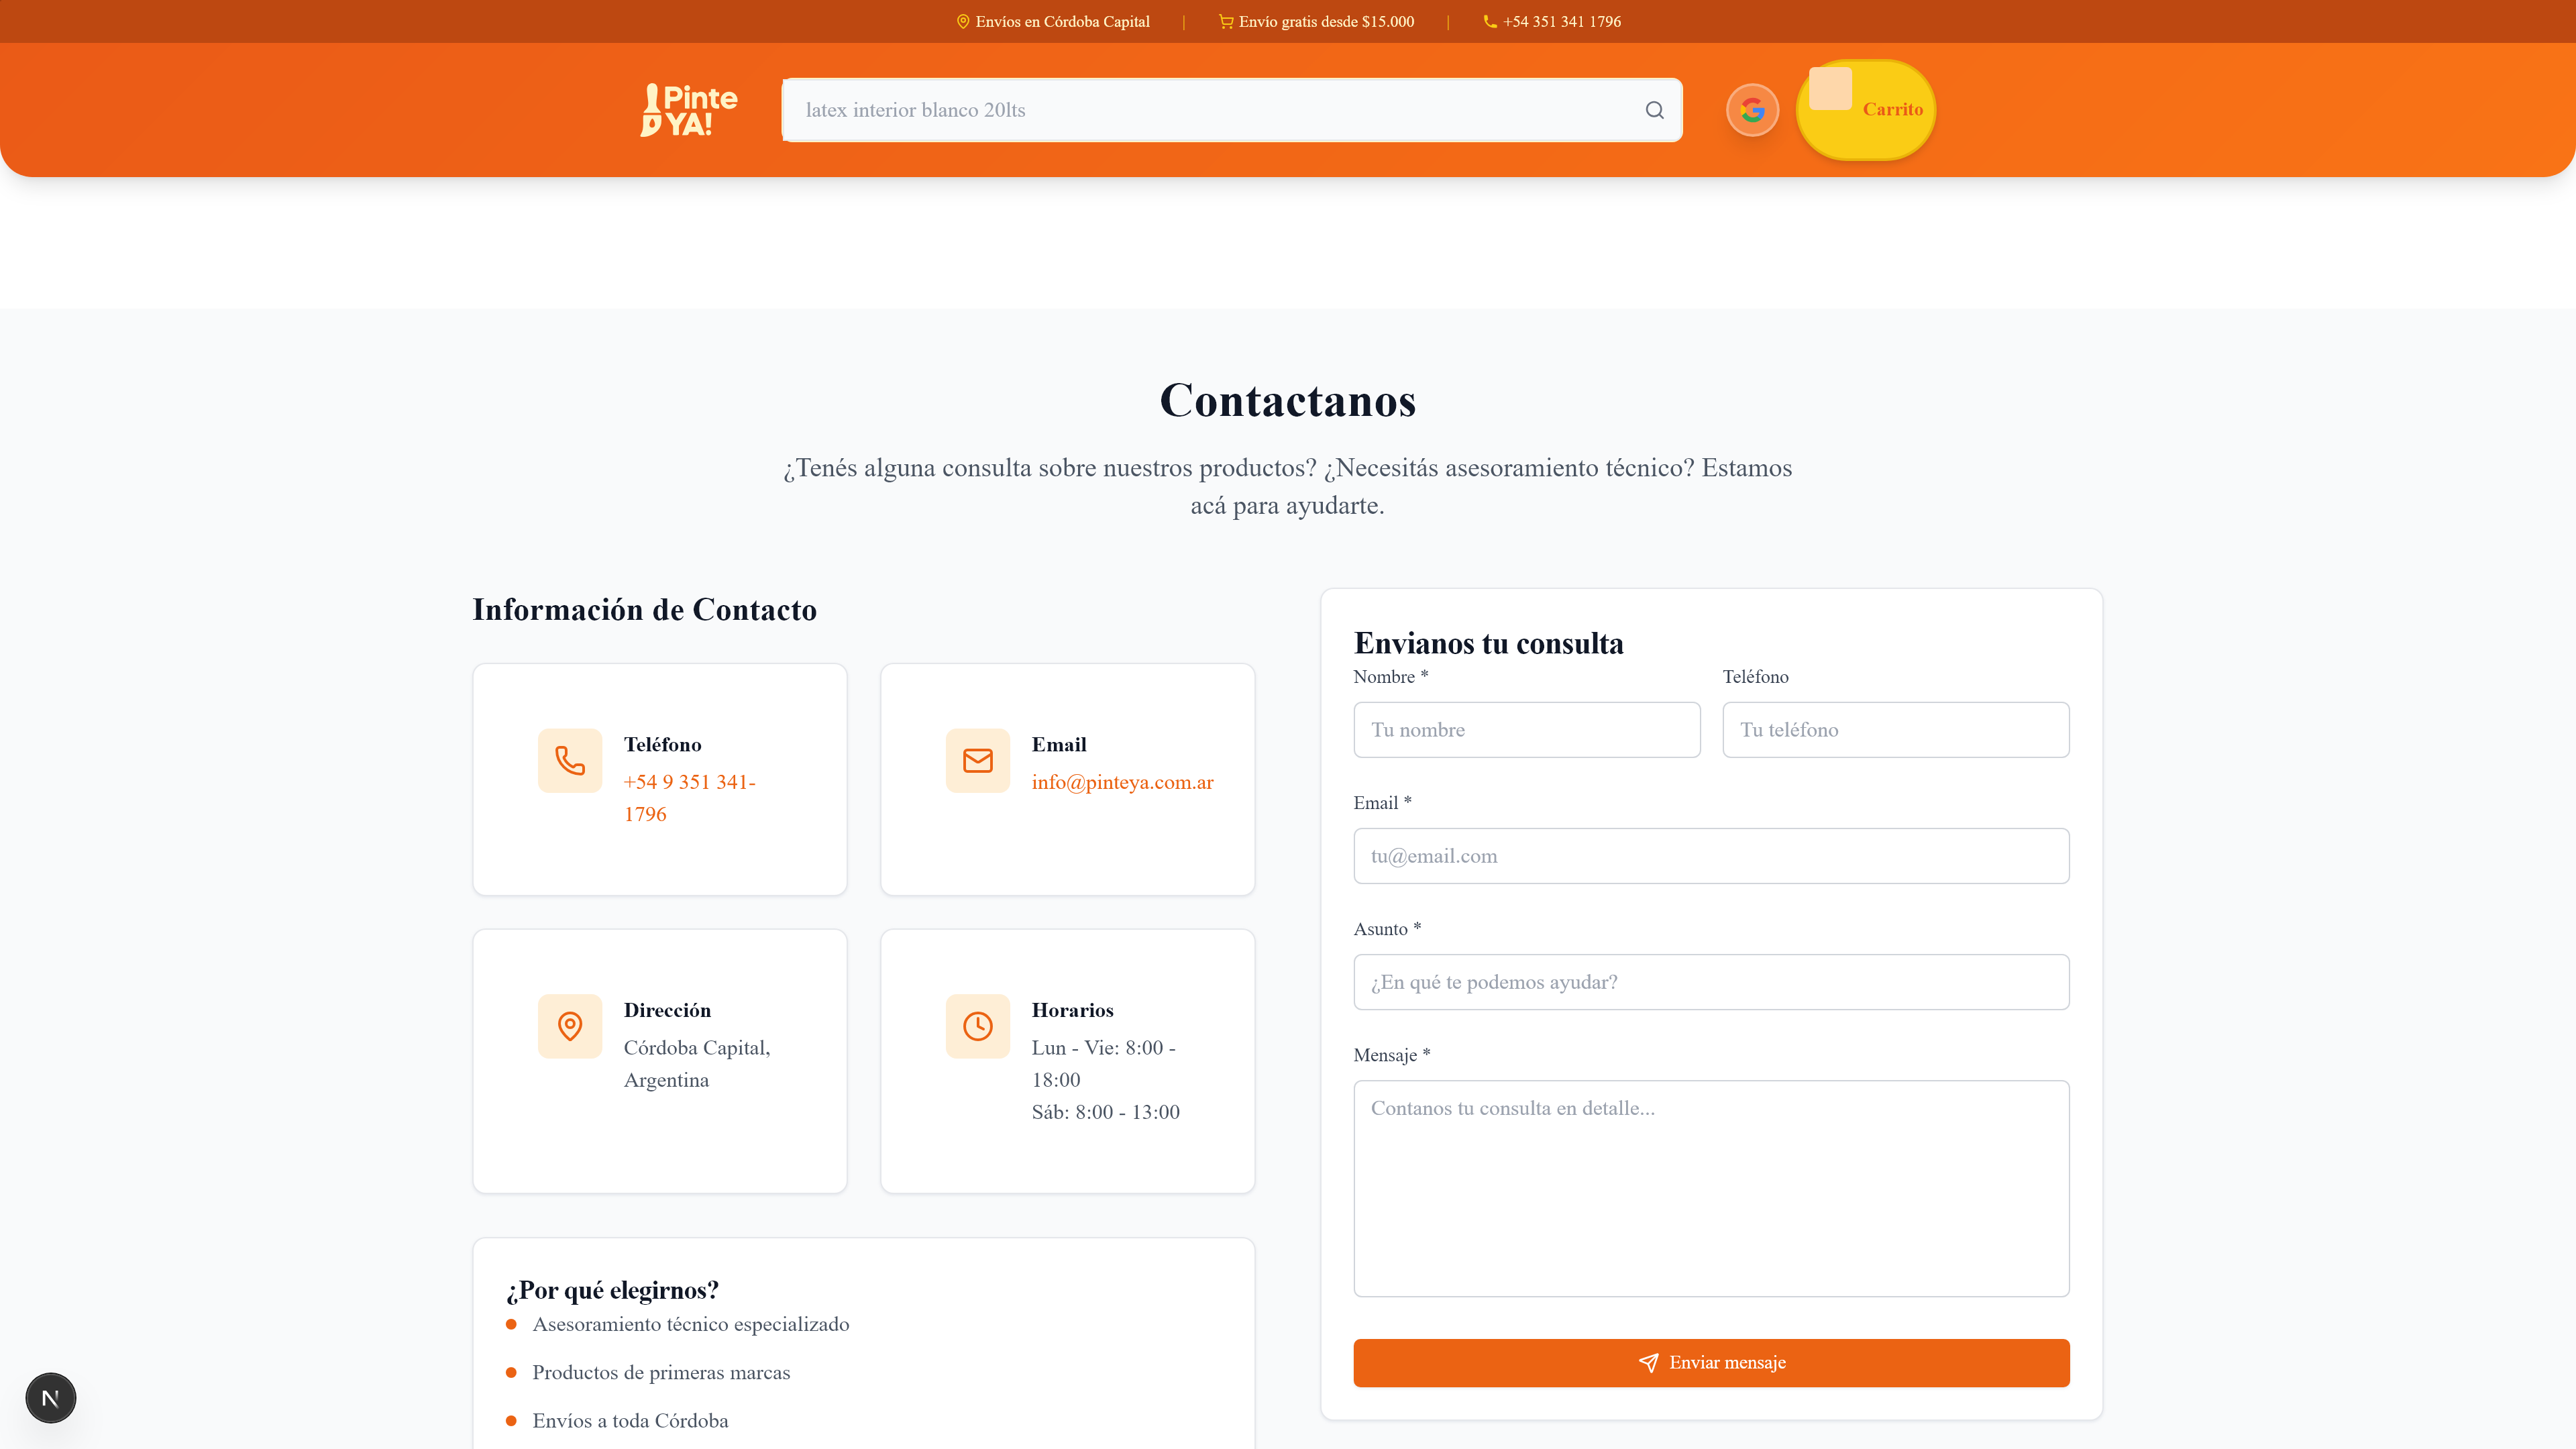 Envíos en Córdoba Capital | Envío gratis desde $15.000 | +54 351 341 1796
Pinte
YA!
latex interior blanco 20lts
Carrito
Contactanos
¿Tenés alguna consulta sobre nuestros productos? ¿Necesitás asesoramiento técnico? Estamos
acá para ayudarte.
Información de Contacto
Teléfono
+54 9 351 341-
1796
Email
info@pinteya.com.ar
Dirección
Córdoba Capital,
Argentina
Horarios
Lun - Vie: 8:00 -
18:00
Sáb: 8:00 - 13:00
¿Por qué elegirnos?
Asesoramiento técnico especializado
Productos de primeras marcas
Envíos a toda Córdoba
Envianos tu consulta
Nombre *
Teléfono
Tu nombre
Tu teléfono
Email *
tu@email.com
Asunto *
¿En qué te podemos ayudar?
Mensaje *
Contanos tu consulta en detalle...
Enviar mensaje
N